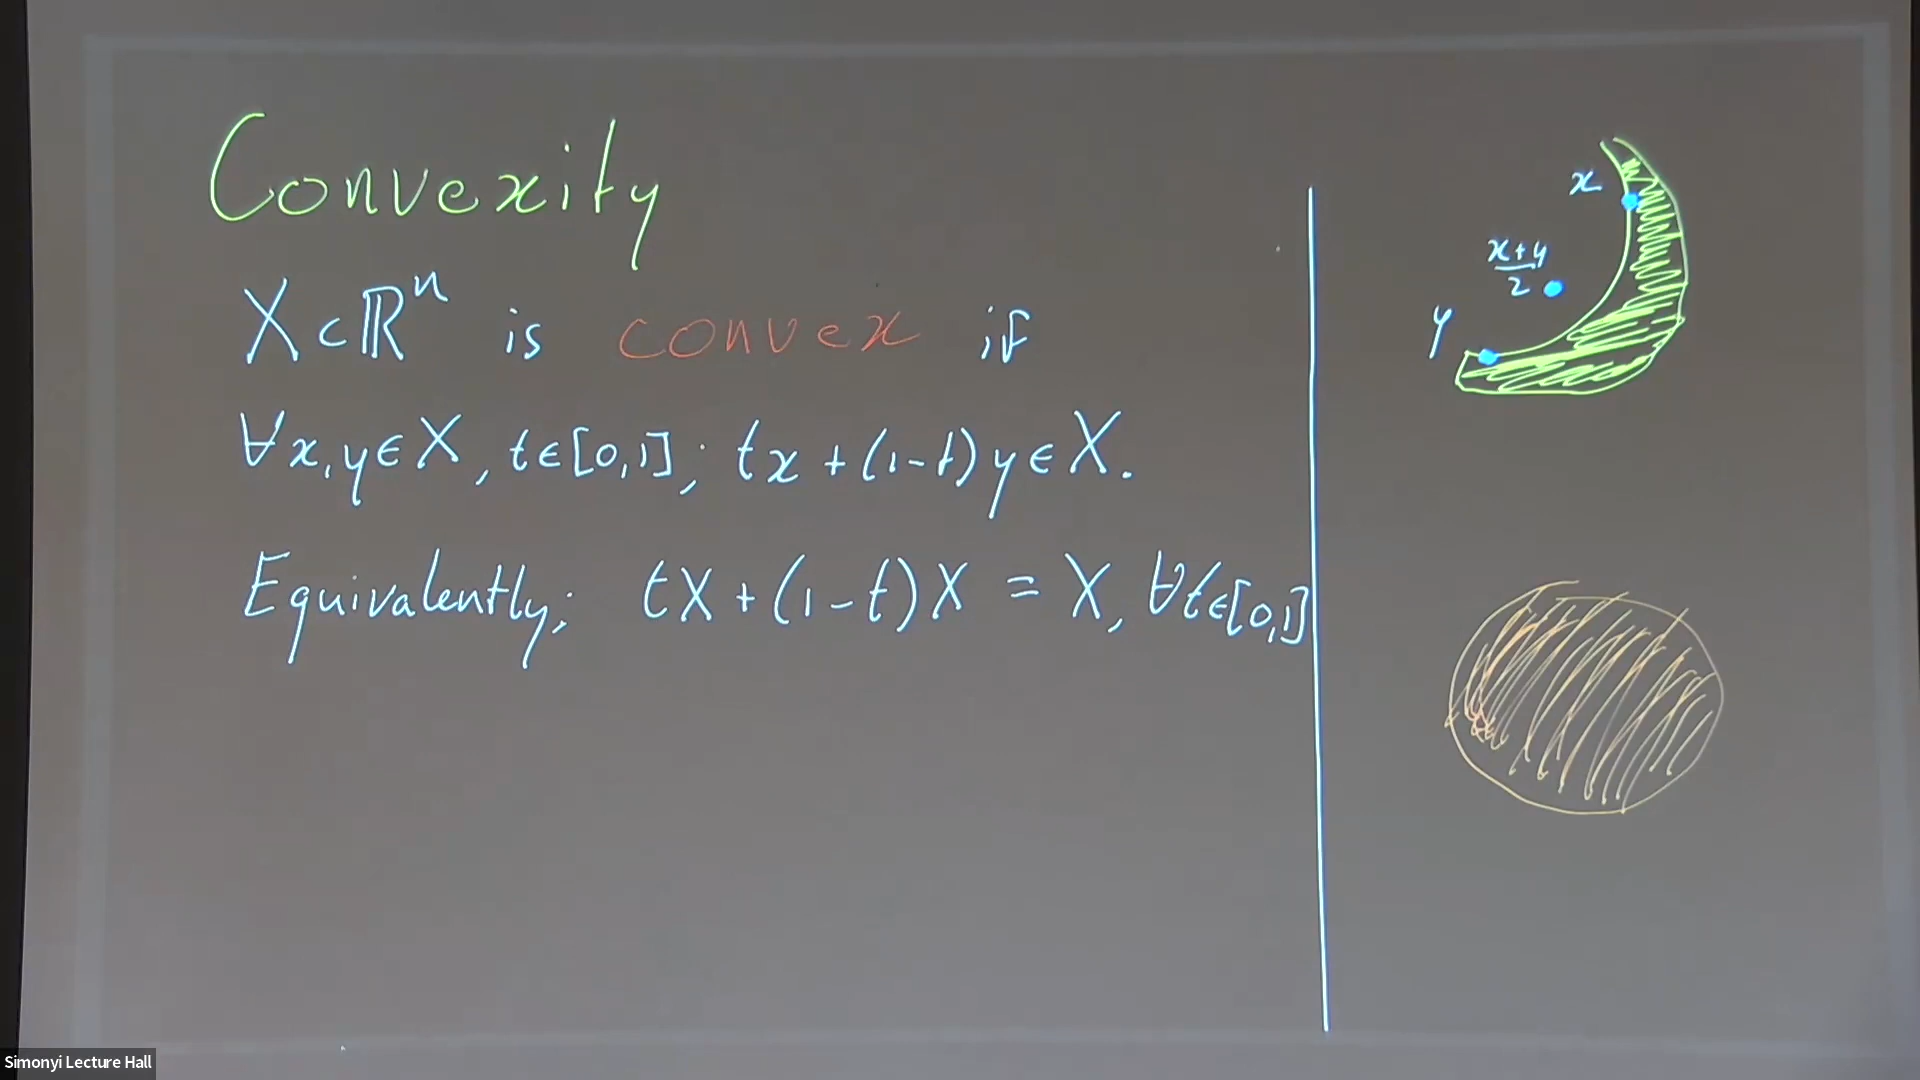 Convexity
X ⊂ ℝⁿ is convex if
∀x,y∈X, t∈[0,1]; tx + (1-t)y ∈ X.
Equivalently; tX + (1-t)X = X, ∀t∈[0,1]
x
x+y
2
y
Simonyi Lecture Hall